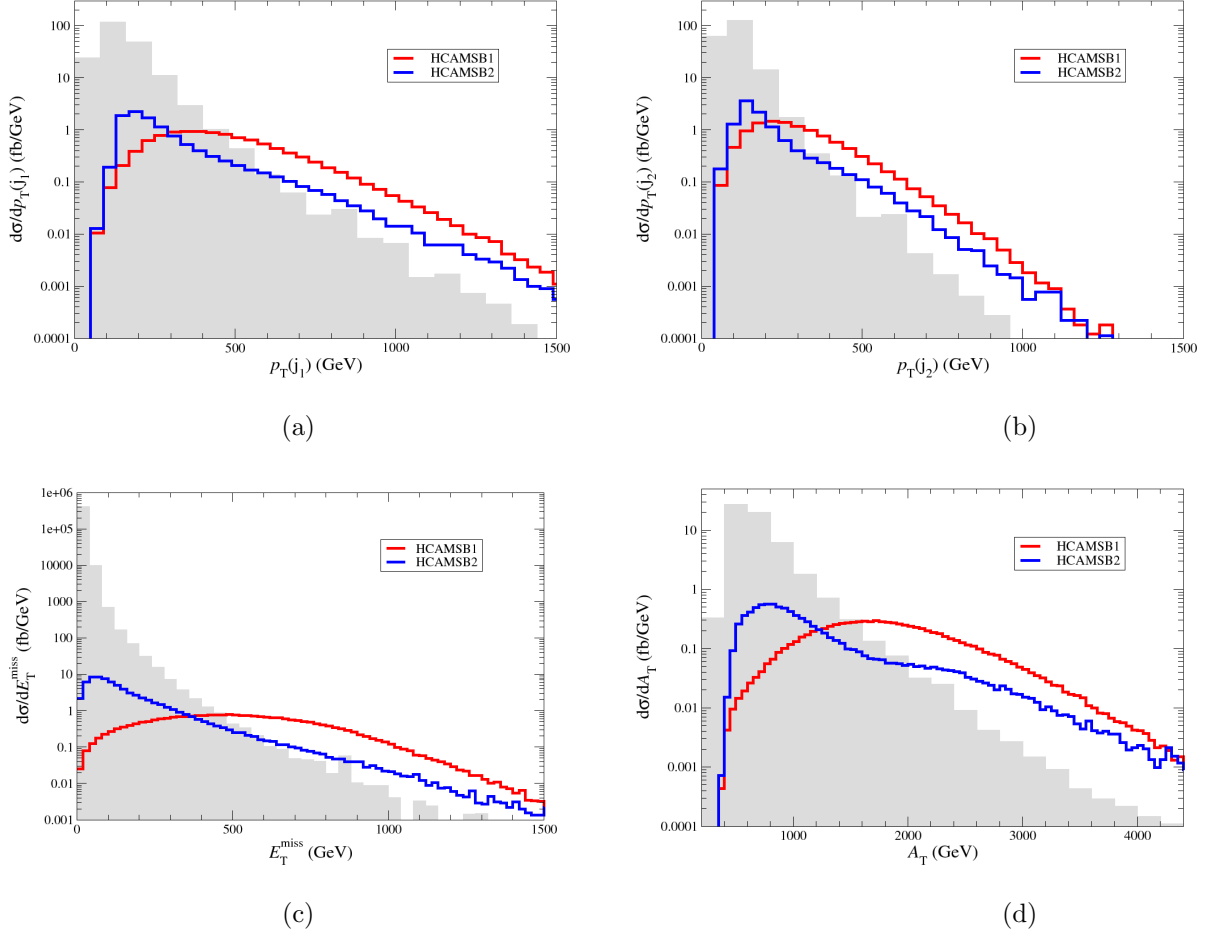 100
10
1
0.1
0.01
0.001
0.0001
dσ/dp_T(j_1) (fb/GeV)
HCAMSB1
HCAMSB2
0 500 1000 1500
p_T(j_1) (GeV)
(a)
100
10
1
0.1
0.01
0.001
0.0001
dσ/dp_T(j_2) (fb/GeV)
HCAMSB1
HCAMSB2
0 500 1000 1500
p_T(j_2) (GeV)
(b)
1e+06
1e+05
10000
1000
100
10
1
0.1
0.01
0.001
dσ/dE_T^miss (fb/GeV)
HCAMSB1
HCAMSB2
0 500 1000 1500
E_T^miss (GeV)
(c)
10
1
0.1
0.01
0.001
0.0001
dσ/dA_T (fb/GeV)
HCAMSB1
HCAMSB2
1000 2000 3000 4000
A_T (GeV)
(d)